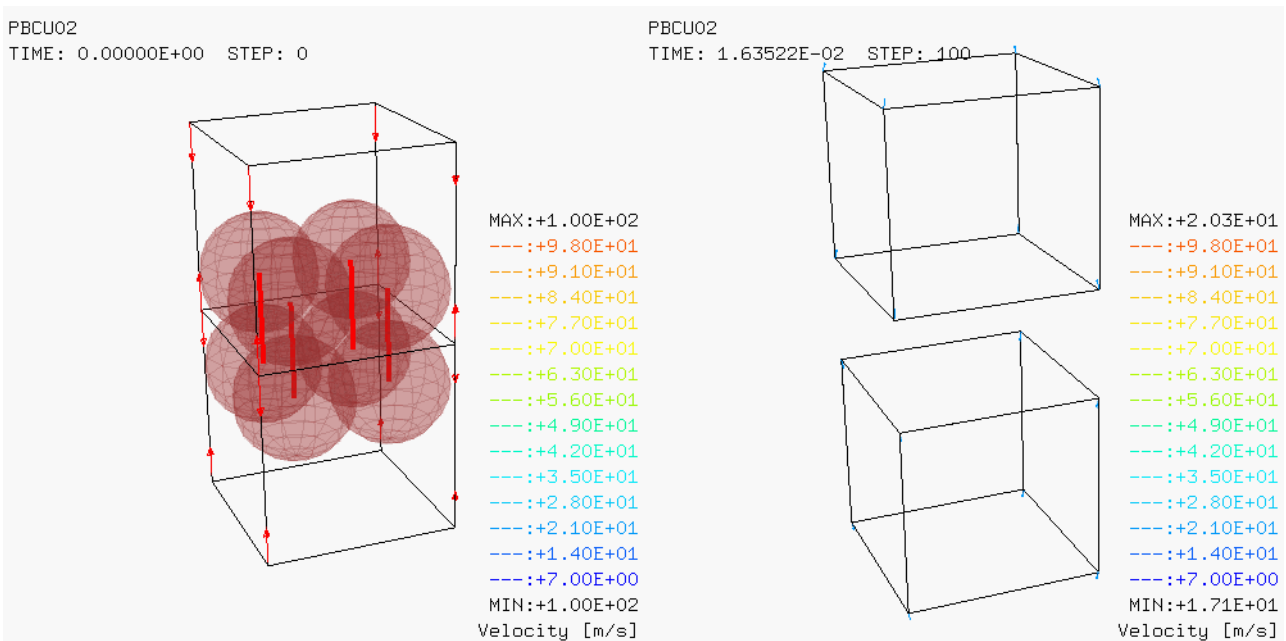 PBCU02
TIME: 0.00000E+00 STEP: 0
MAX:+1.00E+02
---:+9.80E+01
---:+9.10E+01
---:+8.40E+01
---:+7.70E+01
---:+7.00E+01
---:+6.30E+01
---:+5.60E+01
---:+4.90E+01
---:+4.20E+01
---:+3.50E+01
---:+2.80E+01
---:+2.10E+01
---:+1.40E+01
---:+7.00E+00
MIN:+1.00E+02
Velocity [m/s]
PBCU02
TIME: 1.63522E-02 STEP: 100
MAX:+2.03E+01
---:+9.80E+01
---:+9.10E+01
---:+8.40E+01
---:+7.70E+01
---:+7.00E+01
---:+6.30E+01
---:+5.60E+01
---:+4.90E+01
---:+4.20E+01
---:+3.50E+01
---:+2.80E+01
---:+2.10E+01
---:+1.40E+01
---:+7.00E+00
MIN:+1.71E+01
Velocity [m/s]